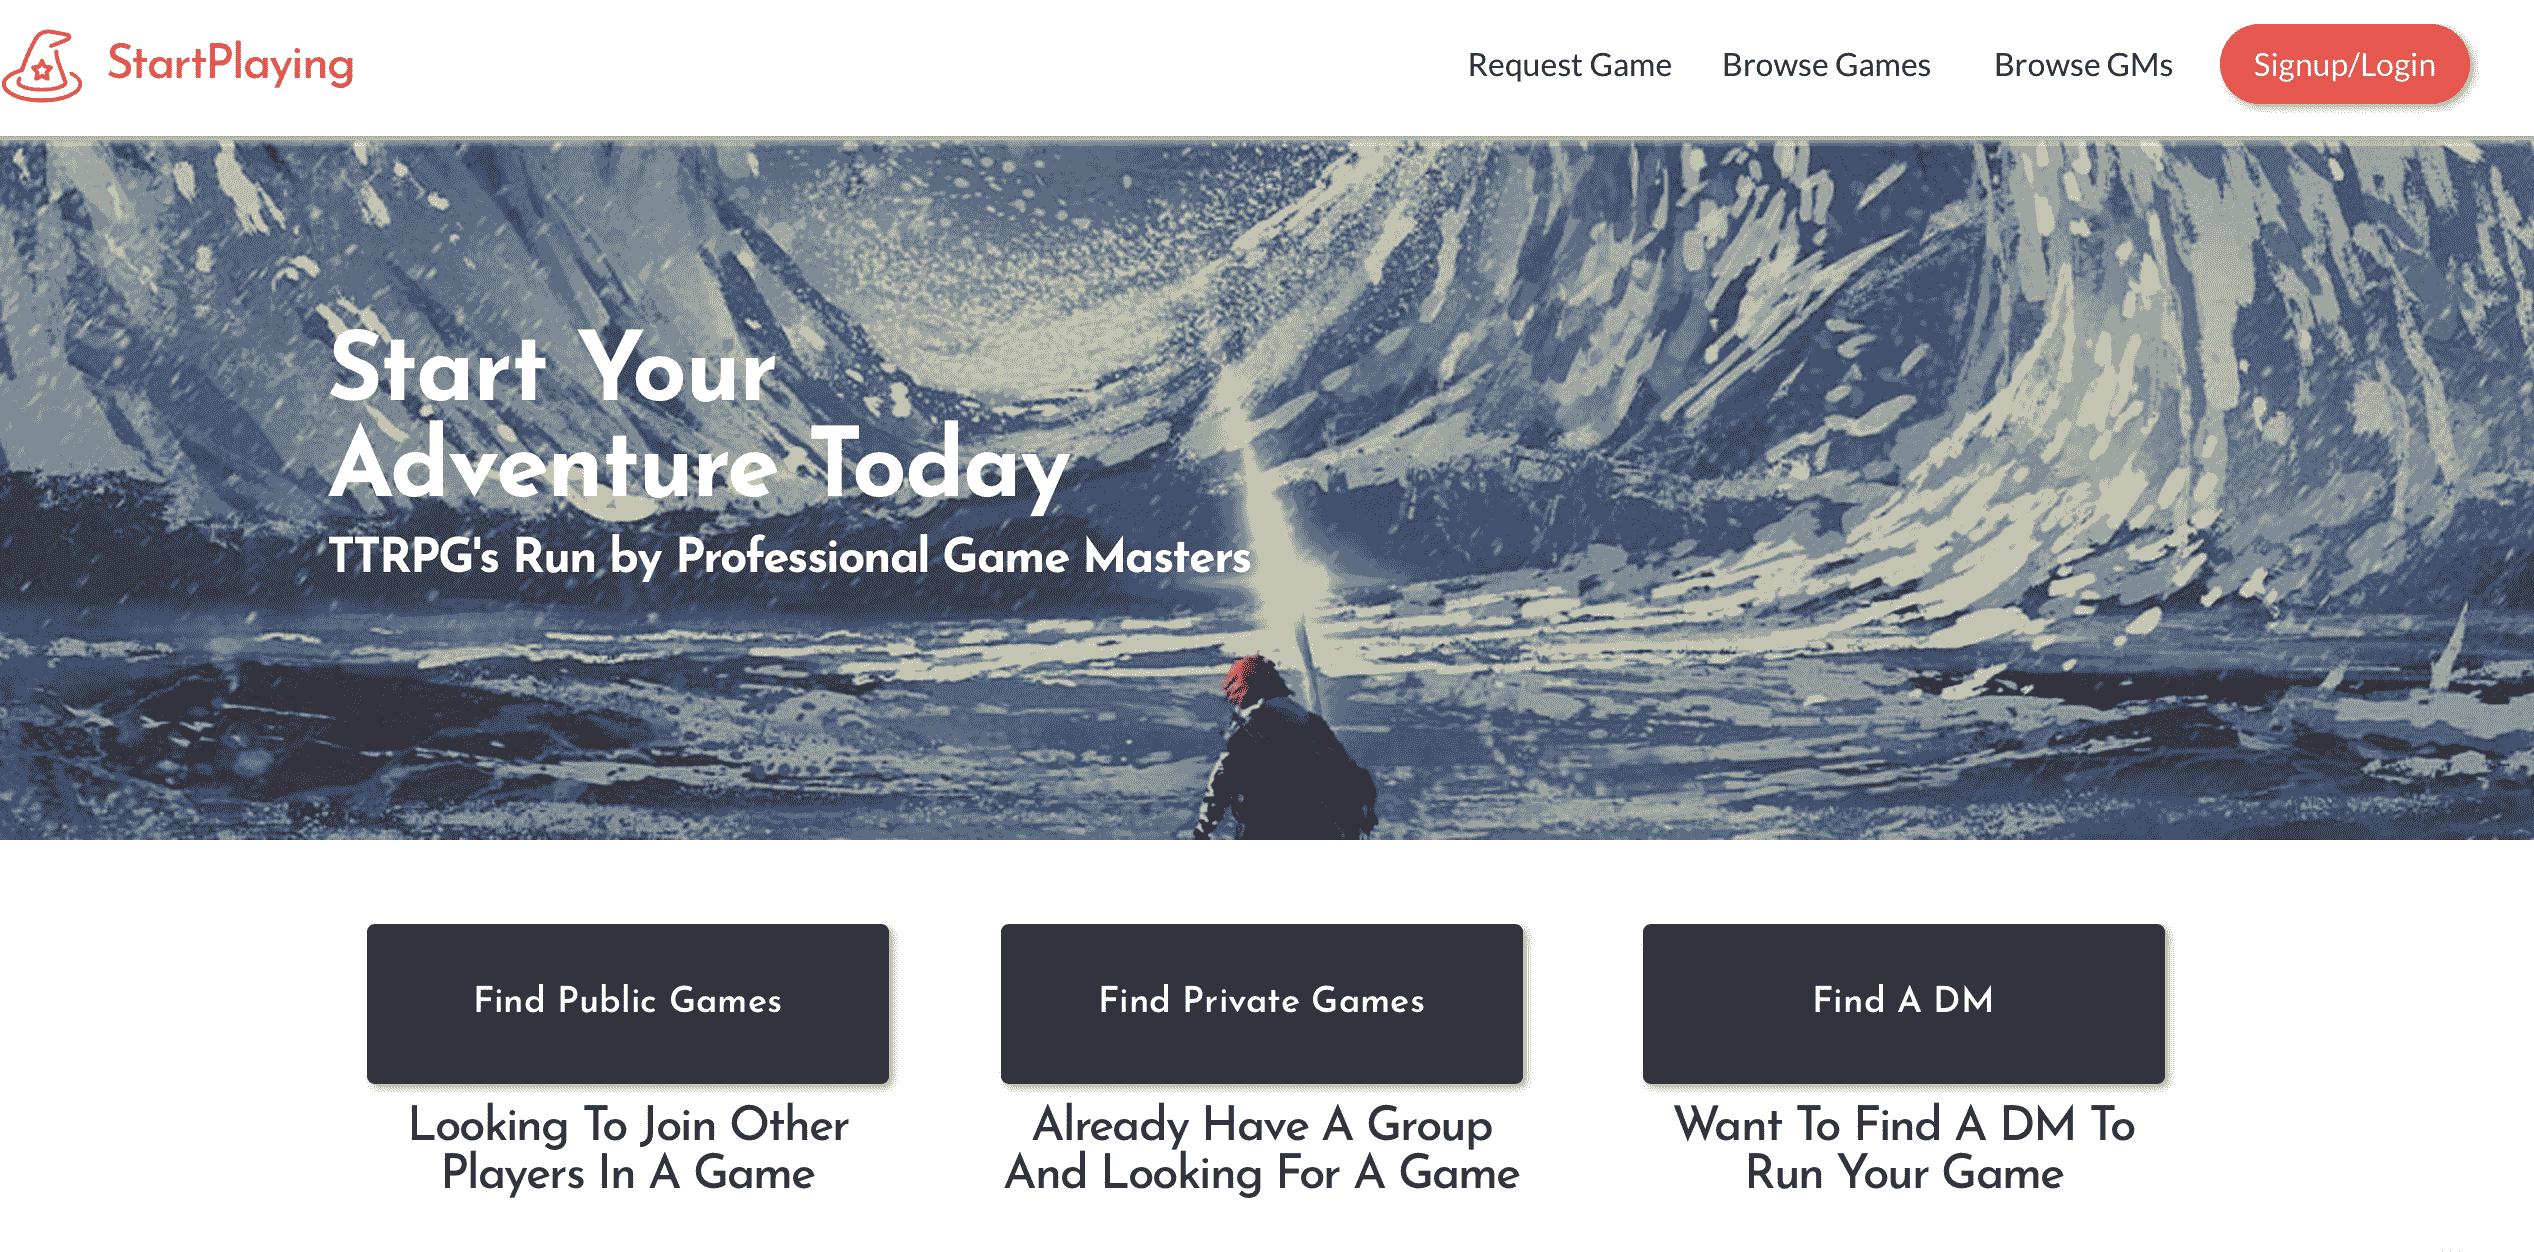 StartPlaying
Request Game
Browse Games
Browse GMs
Signup/Login
Start Your
Adventure Today
TTRPG's Run by Professional Game Masters
Find Public Games
Find Private Games
Find A DM
Looking To Join Other
Players In A Game
Already Have A Group
And Looking For A Game
Want To Find A DM To
Run Your Game